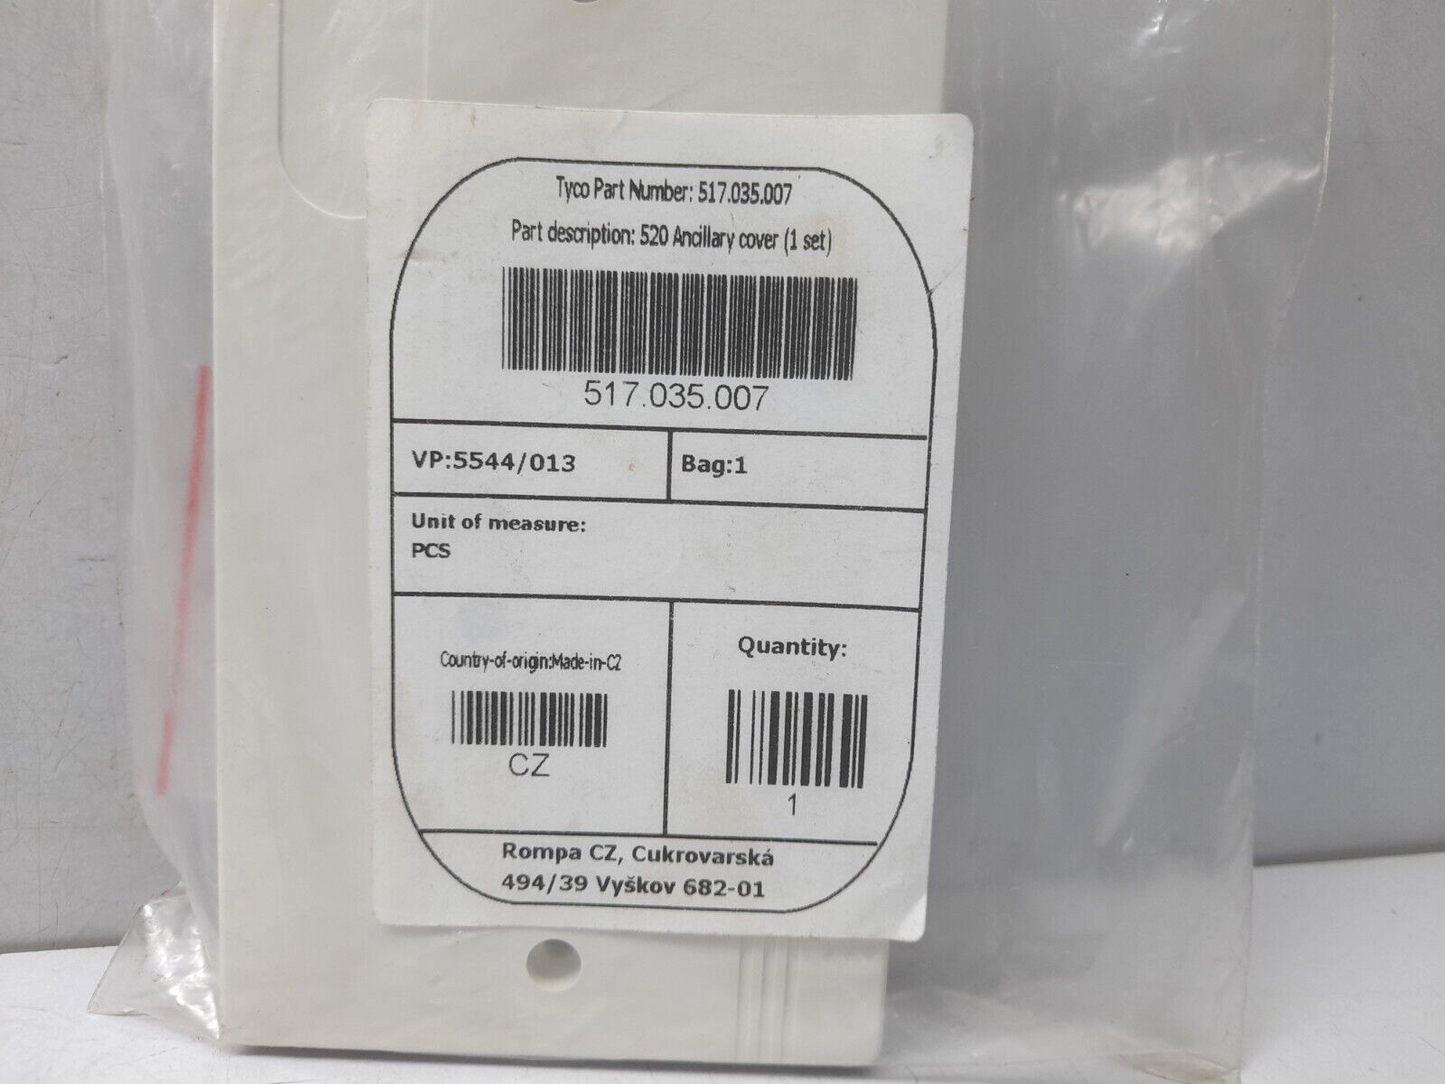 Tyco Part Number: 517.035.007
Part description: 520 Ancillary cover (1 set)
517.035.007
VP:5544/013
Bag:1
Unit of measure:
PCS
Country-of-origin:Made-in-CZ
CZ
Quantity:
1
Rompa CZ, Cukrovarská
494/39 Vyškov 682-01